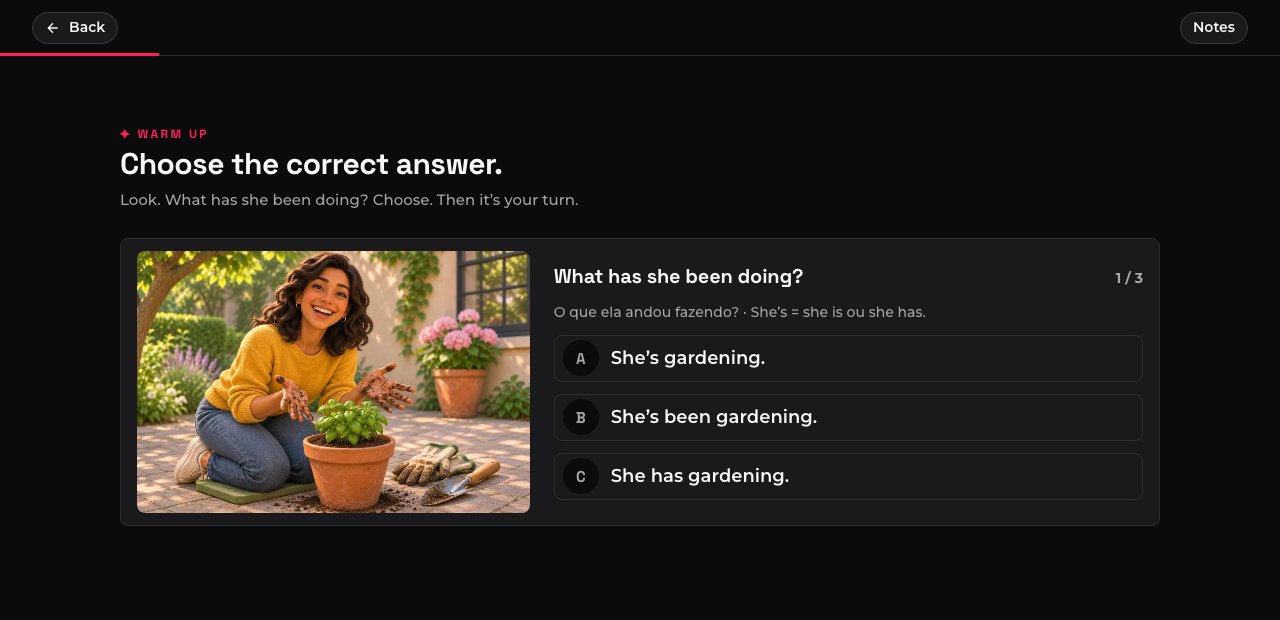 Back
Notes
WARM UP
Choose the correct answer.
Look. What has she been doing? Choose. Then it's your turn.
What has she been doing?
1 / 3
O que ela andou fazendo? · She's = she is ou she has.
A She's gardening.
B She's been gardening.
C She has gardening.